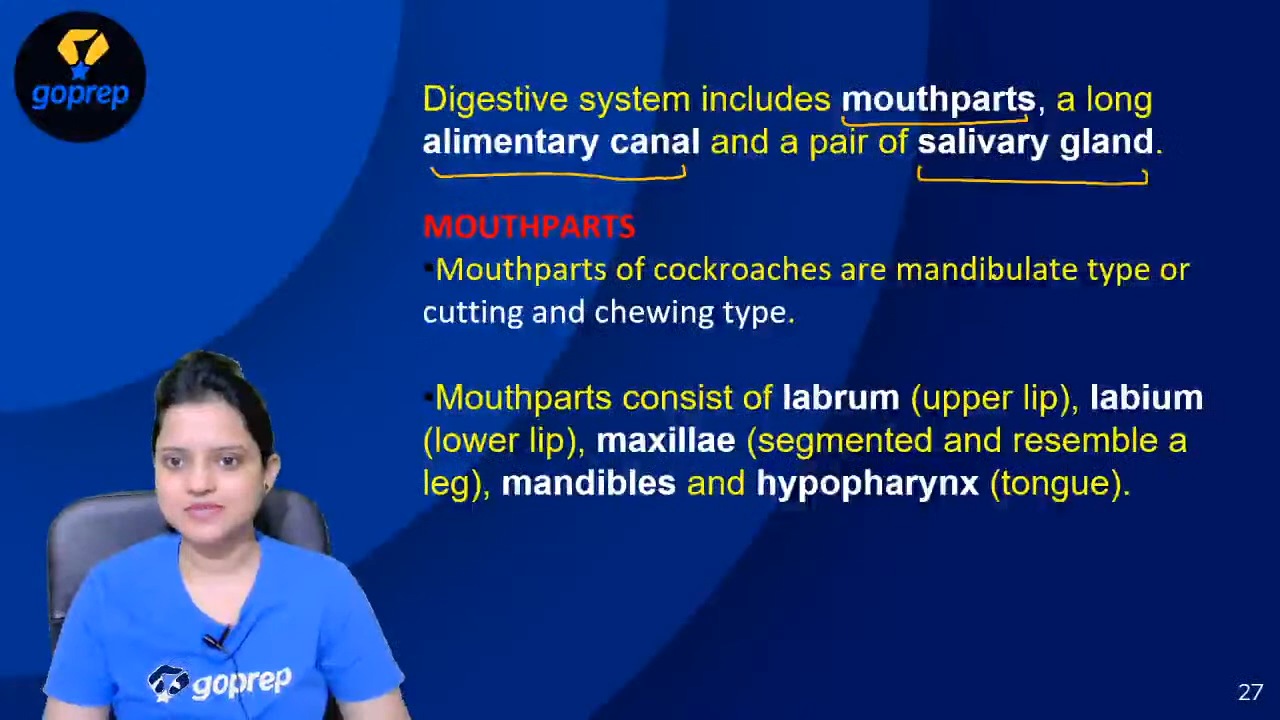 goprep
Digestive system includes mouthparts, a long
alimentary canal and a pair of salivary gland.
MOUTHPARTS
•Mouthparts of cockroaches are mandibulate type or
cutting and chewing type.
•Mouthparts consist of labrum (upper lip), labium
(lower lip), maxillae (segmented and resemble a
leg), mandibles and hypopharynx (tongue).
goprep
27